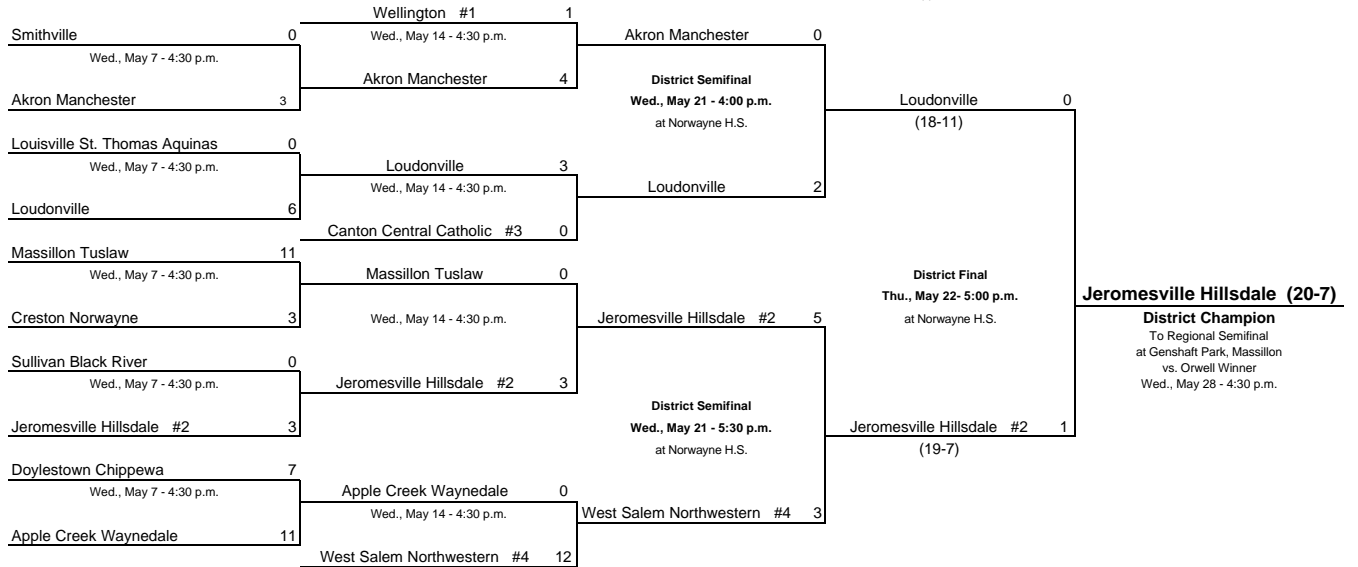 Wellington #1 1
Smithville 0
Wed., May 7 - 4:30 p.m.
Akron Manchester 3
Wed., May 14 - 4:30 p.m.
Akron Manchester 4
Louisville St. Thomas Aquinas 0
Wed., May 7 - 4:30 p.m.
Loudonville 6
Loudonville 3
Wed., May 14 - 4:30 p.m.
Canton Central Catholic #3 0
Massillon Tuslaw 11
Wed., May 7 - 4:30 p.m.
Creston Norwayne 3
Massillon Tuslaw 0
Wed., May 14 - 4:30 p.m.
Jeromesville Hillsdale #2 3
Sullivan Black River 0
Wed., May 7 - 4:30 p.m.
Jeromesville Hillsdale #2 3
Doylestown Chippewa 7
Wed., May 7 - 4:30 p.m.
Apple Creek Waynedale 11
Apple Creek Waynedale 0
Wed., May 14 - 4:30 p.m.
West Salem Northwestern #4 12
Akron Manchester 0
District Semifinal
Wed., May 21 - 4:00 p.m.
at Norwayne H.S.
Loudonville 2
Jeromesville Hillsdale #2 5
District Semifinal
Wed., May 21 - 5:30 p.m.
at Norwayne H.S.
West Salem Northwestern #4 3
Loudonville 0
(18-11)
District Final
Thu., May 22- 5:00 p.m.
at Norwayne H.S.
Jeromesville Hillsdale #2 1
(19-7)
Jeromesville Hillsdale (20-7)
District Champion
To Regional Semifinal
at Genshaft Park, Massillon
vs. Orwell Winner
Wed., May 28 - 4:30 p.m.